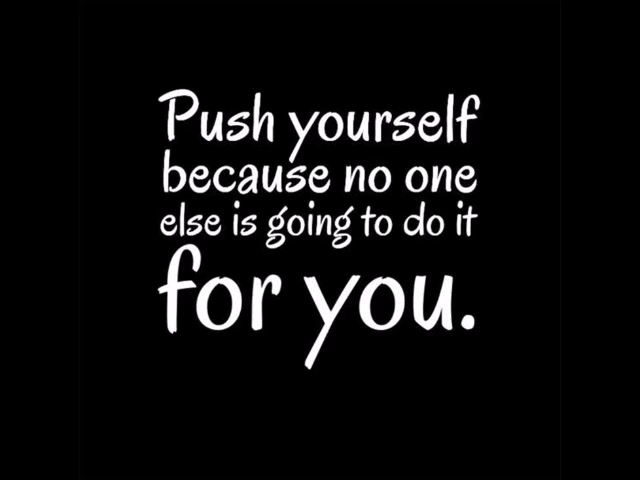 Push yourself
because no one
else is going to do it
for you.